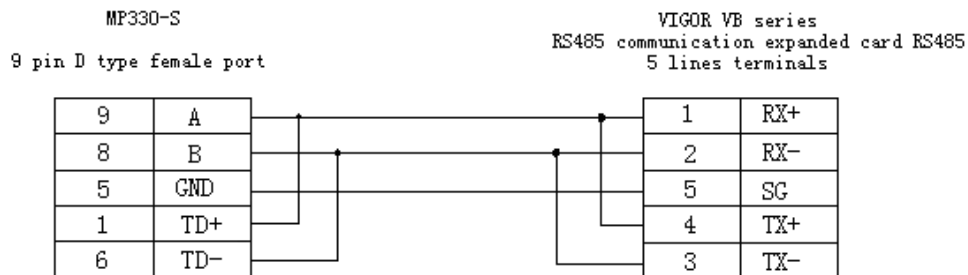 MP330-S
9 pin D type female port
VIGOR VB series
RS485 communication expanded card RS485
5 lines terminals
9 A
8 B
5 GND
1 TD+
6 TD-
1 RX+
2 RX-
5 SG
4 TX+
3 TX-